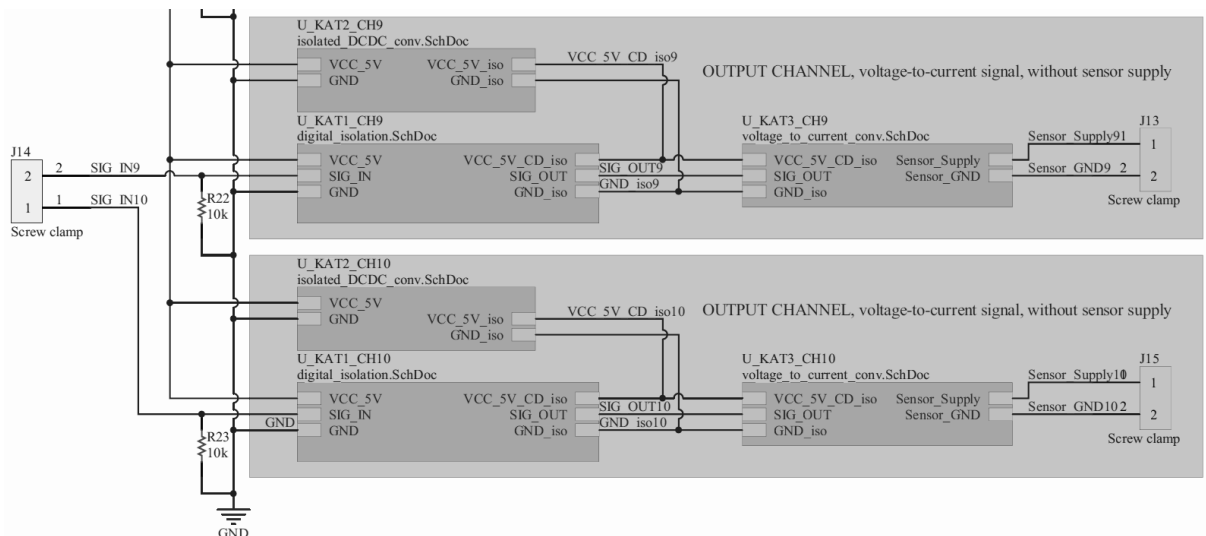 U_KAT2_CH9
isolated_DCDC_conv.SchDoc
VCC_5V VCC_5V_iso VCC_5V_CD_iso9
GND GND_iso
OUTPUT CHANNEL, voltage-to-current signal, without sensor supply
U_KAT1_CH9
digital_isolation.SchDoc
VCC_5V VCC_5V_CD_iso
SIG_IN SIG_OUT SIG_OUT9
GND GND_iso GND_iso9
U_KAT3_CH9
voltage_to_current_conv.SchDoc
VCC_5V_CD_iso Sensor_Supply Sensor_Supply9 1
SIG_OUT Sensor_GND Sensor_GND9 2
GND_iso
J13
1
2
Screw clamp
J14
2 2 SIG_IN9
1 1 SIG_IN10
Screw clamp
R22
10k
U_KAT2_CH10
isolated_DCDC_conv.SchDoc
VCC_5V
GND VCC_5V_iso VCC_5V_CD_iso10
GND_iso
OUTPUT CHANNEL, voltage-to-current signal, without sensor supply
U_KAT1_CH10
digital_isolation.SchDoc
VCC_5V VCC_5V_CD_iso
SIG_IN SIG_OUT SIG_OUT10
GND GND GND_iso GND_iso10
U_KAT3_CH10
voltage_to_current_conv.SchDoc
VCC_5V_CD_iso Sensor_Supply Sensor_Supply10
SIG_OUT Sensor_GND Sensor_GND10 2
GND_iso
J15
1
2
Screw clamp
R23
10k
GND